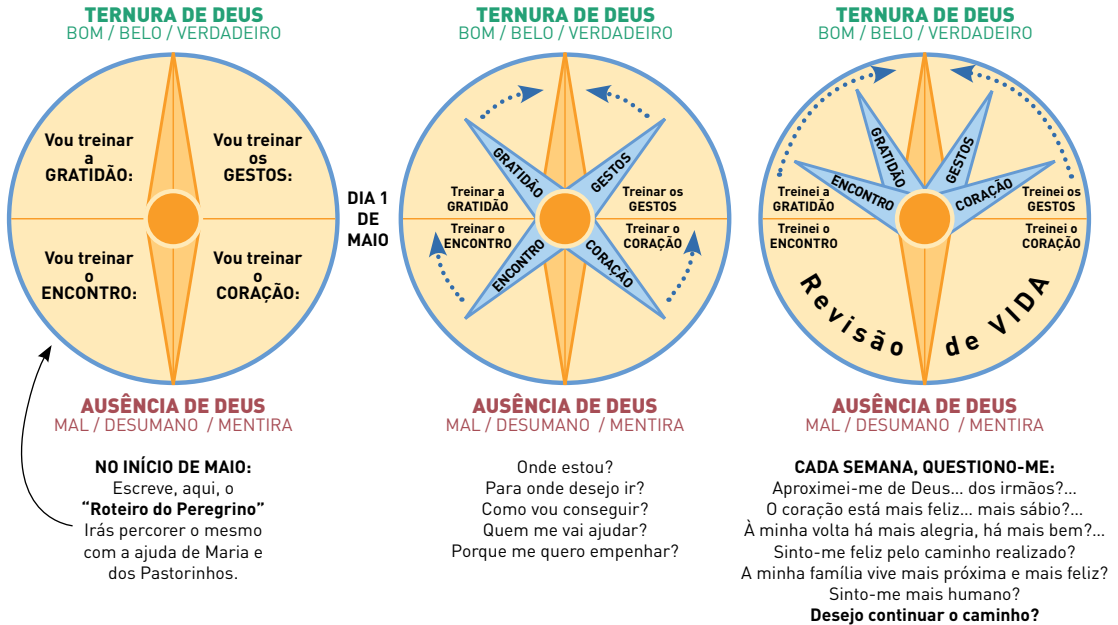 TERNURA DE DEUS
BOM / BELO / VERDADEIRO
Vou treinar
a
GRATIDÃO:
Vou treinar
os
GESTOS:
Vou treinar
o
ENCONTRO:
Vou treinar
o
CORAÇÃO:
AUSÊNCIA DE DEUS
MAL / DESUMANO / MENTIRA
NO INÍCIO DE MAIO:
Escreve, aqui, o
“Roteiro do Peregrino”
Irás percorer o mesmo
com a ajuda de Maria e
dos Pastorinhos.
DIA 1
DE
MAIO
TERNURA DE DEUS
BOM / BELO / VERDADEIRO
GRATIDÃO
GESTOS
Treinar a
GRATIDÃO
Treinar os
GESTOS
Treinar o
ENCONTRO
Treinar o
CORAÇÃO
ENCONTRO
CORAÇÃO
AUSÊNCIA DE DEUS
MAL / DESUMANO / MENTIRA
Onde estou?
Para onde desejo ir?
Como vou conseguir?
Quem me vai ajudar?
Porque me quero empenhar?
TERNURA DE DEUS
BOM / BELO / VERDADEIRO
ENCONTRO
GRATIDÃO
GESTOS
CORAÇÃO
Treinei a
GRATIDÃO
Treinei os
GESTOS
Treinei o
ENCONTRO
Treinei o
CORAÇÃO
Revisão de VIDA
AUSÊNCIA DE DEUS
MAL / DESUMANO / MENTIRA
CADA SEMANA, QUESTIONO-ME:
Aproximei-me de Deus... dos irmãos?...
O coração está mais feliz... mais sábio?...
À minha volta há mais alegria, há mais bem?...
Sinto-me feliz pelo caminho realizado?
A minha família vive mais próxima e mais feliz?
Sinto-me mais humano?
Desejo continuar o caminho?